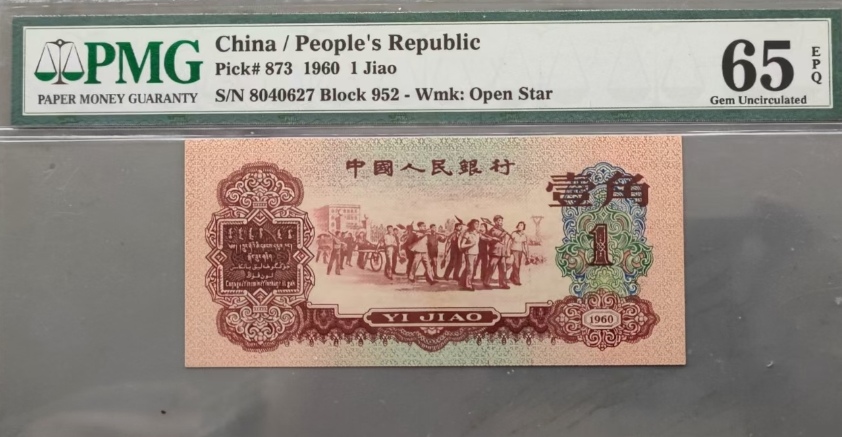 PMG
PAPER MONEY GUARANTY
China / People's Republic
Pick# 873 1960 1 Jiao
S/N 8040627 Block 952 - Wmk: Open Star
65
EPQ
Gem Uncirculated
中國人民銀行
壹角
1
YI JIAO
1960